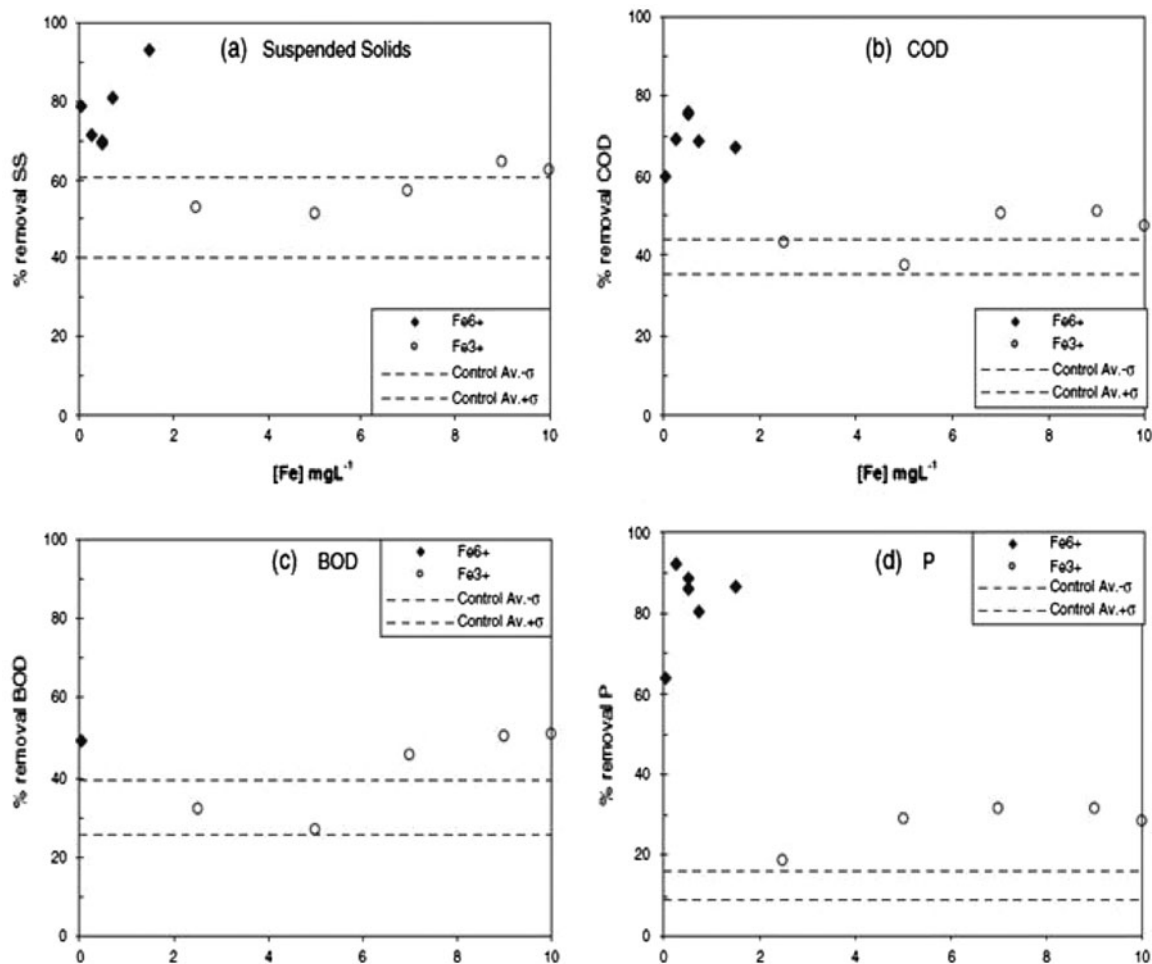 (a) Suspended Solids
% removal SS
100
80
60
40
20
0
0 2 4 6 8 10
[Fe] mgL⁻¹
Fe6+
Fe3+
Control Av.-σ
Control Av.+σ
(b) COD
% removal COD
100
80
60
40
20
0
0 2 4 6 8 10
[Fe] mgL⁻¹
Fe6+
Fe3+
Control Av.-σ
Control Av.+σ
(c) BOD
% removal BOD
100
80
60
40
20
0
0 2 4 6 8 10
Fe6+
Fe3+
Control Av.-σ
Control Av.+σ
(d) P
% removal P
100
80
60
40
20
0
0 2 4 6 8 10
Fe6+
Fe3+
Control Av.-σ
Control Av.+σ